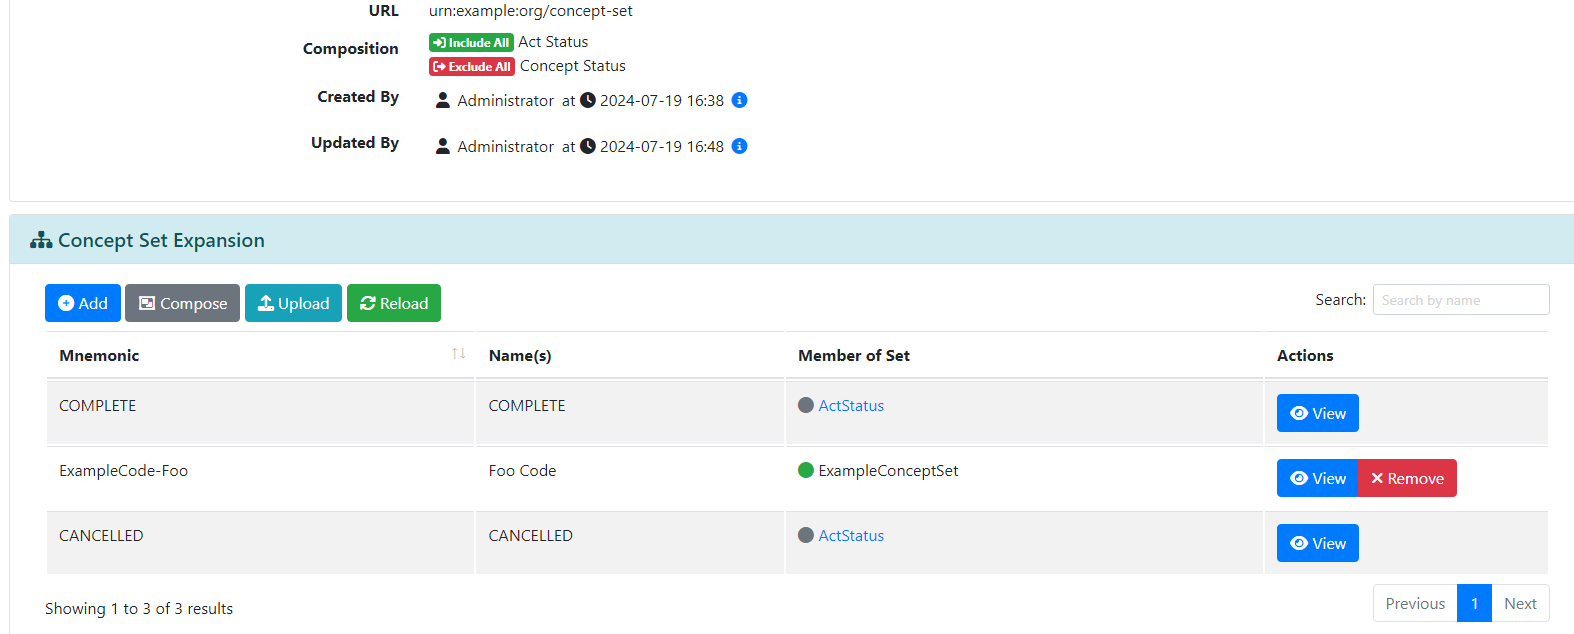 URL urn:example:org/concept-set
Composition Include All Act Status
Exclude All Concept Status
Created By Administrator at 2024-07-19 16:38
Updated By Administrator at 2024-07-19 16:48
Concept Set Expansion
Add Compose Upload Reload Search: Search by name
Mnemonic Name(s) Member of Set Actions
COMPLETE COMPLETE ActStatus View
ExampleCode-Foo Foo Code ExampleConceptSet View Remove
CANCELLED CANCELLED ActStatus View
Showing 1 to 3 of 3 results Previous 1 Next